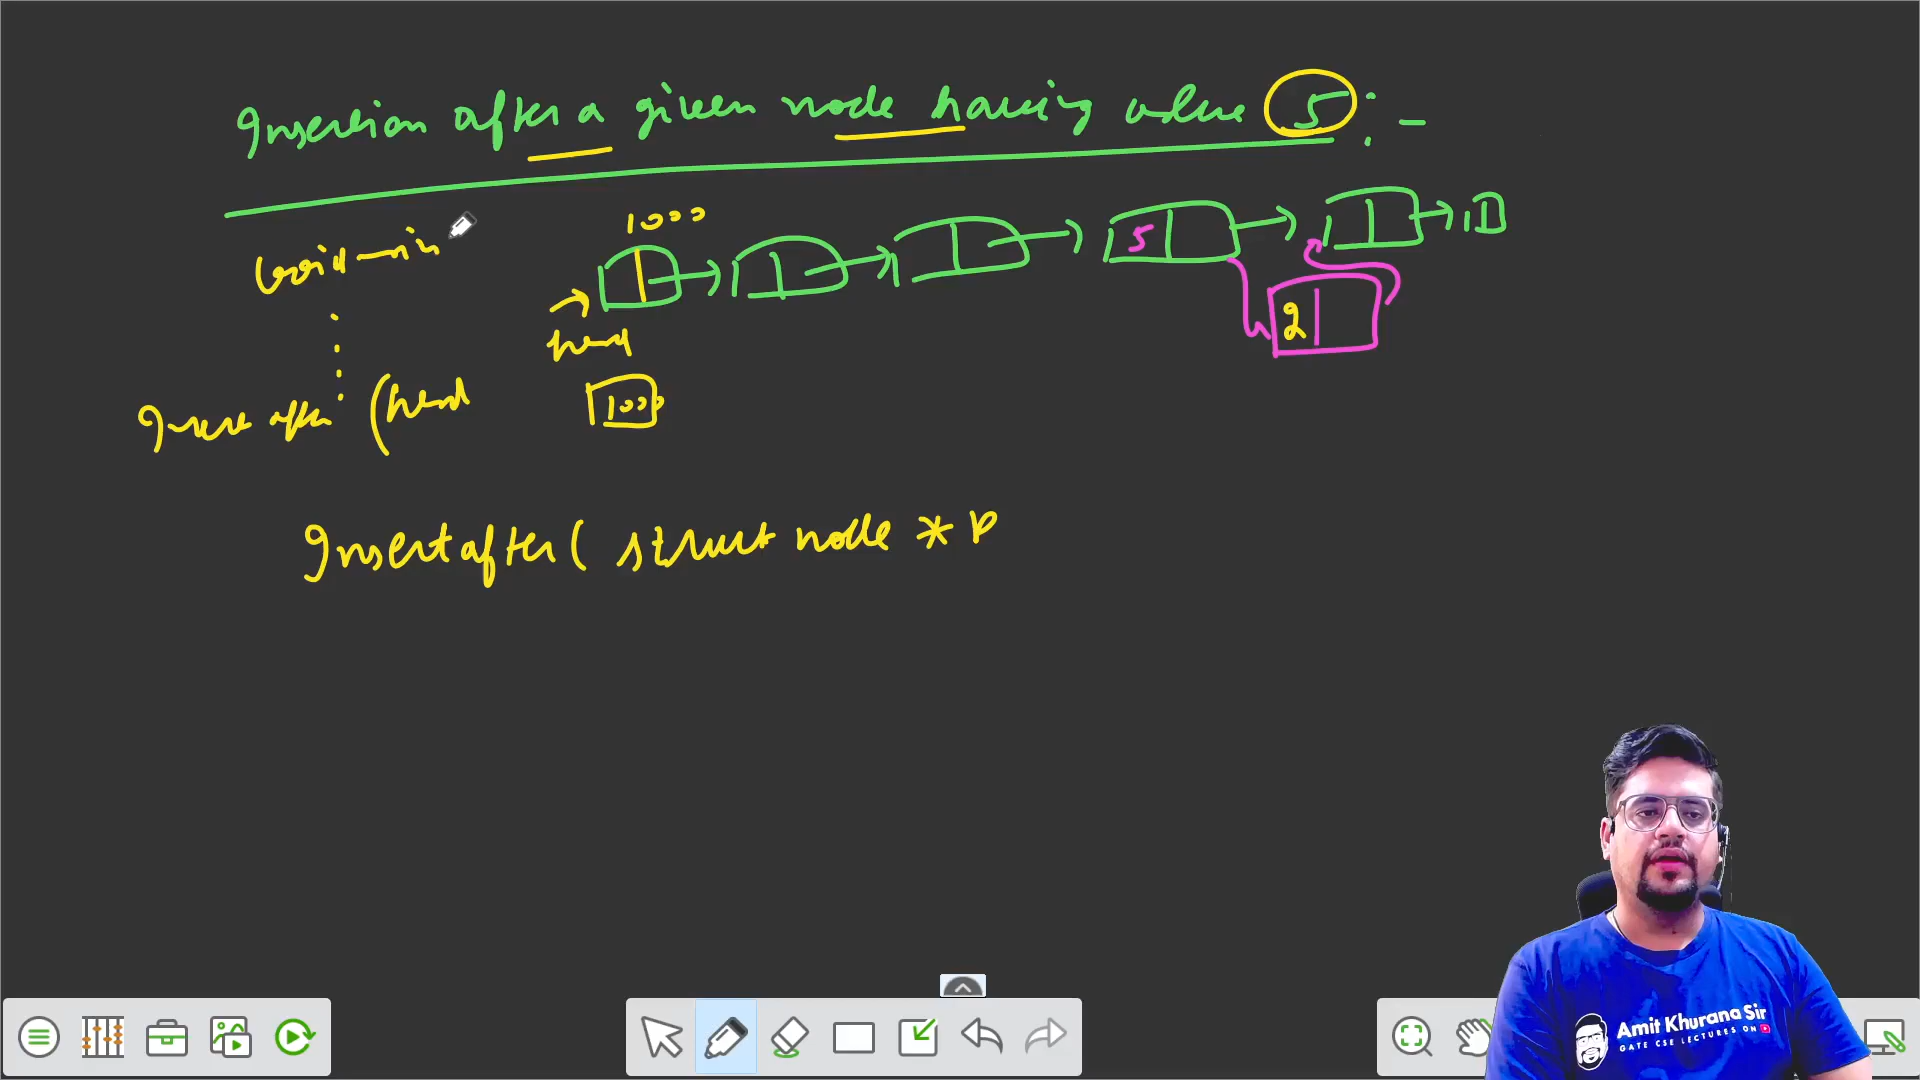 Insertion after a given node having value 5 : -
1000
void main
head
5
2
Insert after (head
1000
Insertafter( struct node * p
Amit Khurana Sir
GATE CSE LECTURES ON